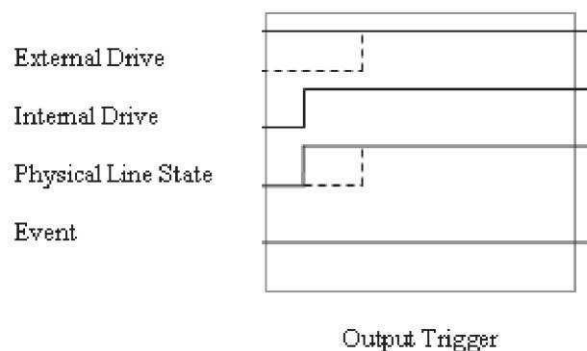 External Drive
Internal Drive
Physical Line State
Event
Output Trigger